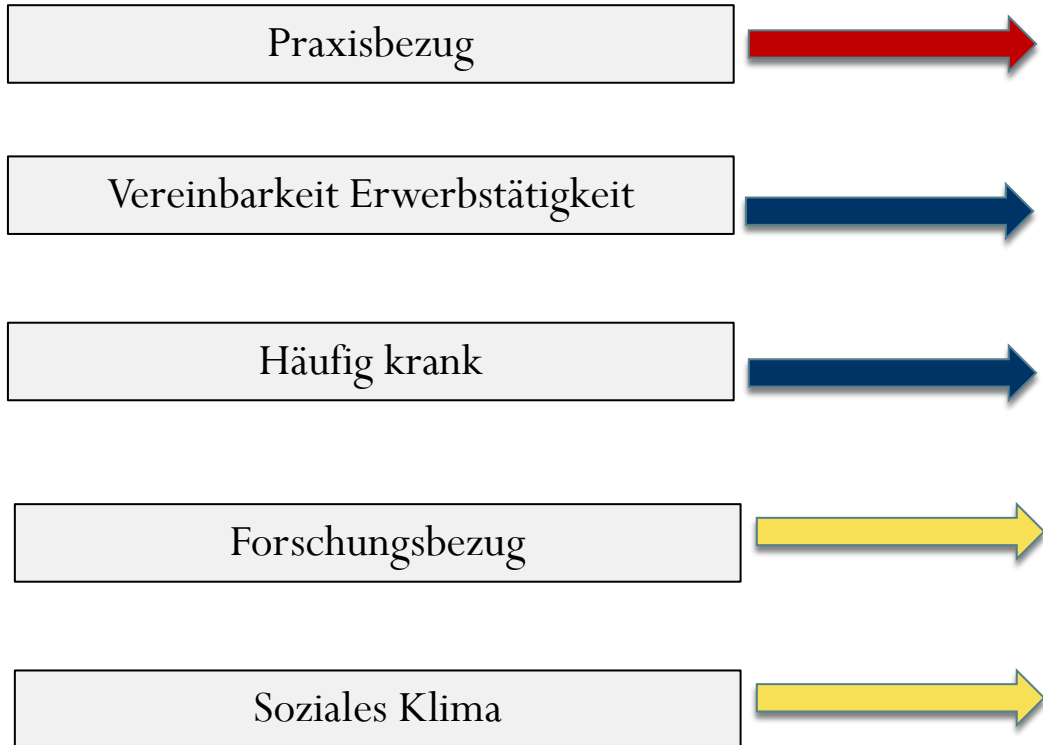 Praxisbezug
Vereinbarkeit Erwerbstätigkeit
Häufig krank
Forschungsbezug
Soziales Klima